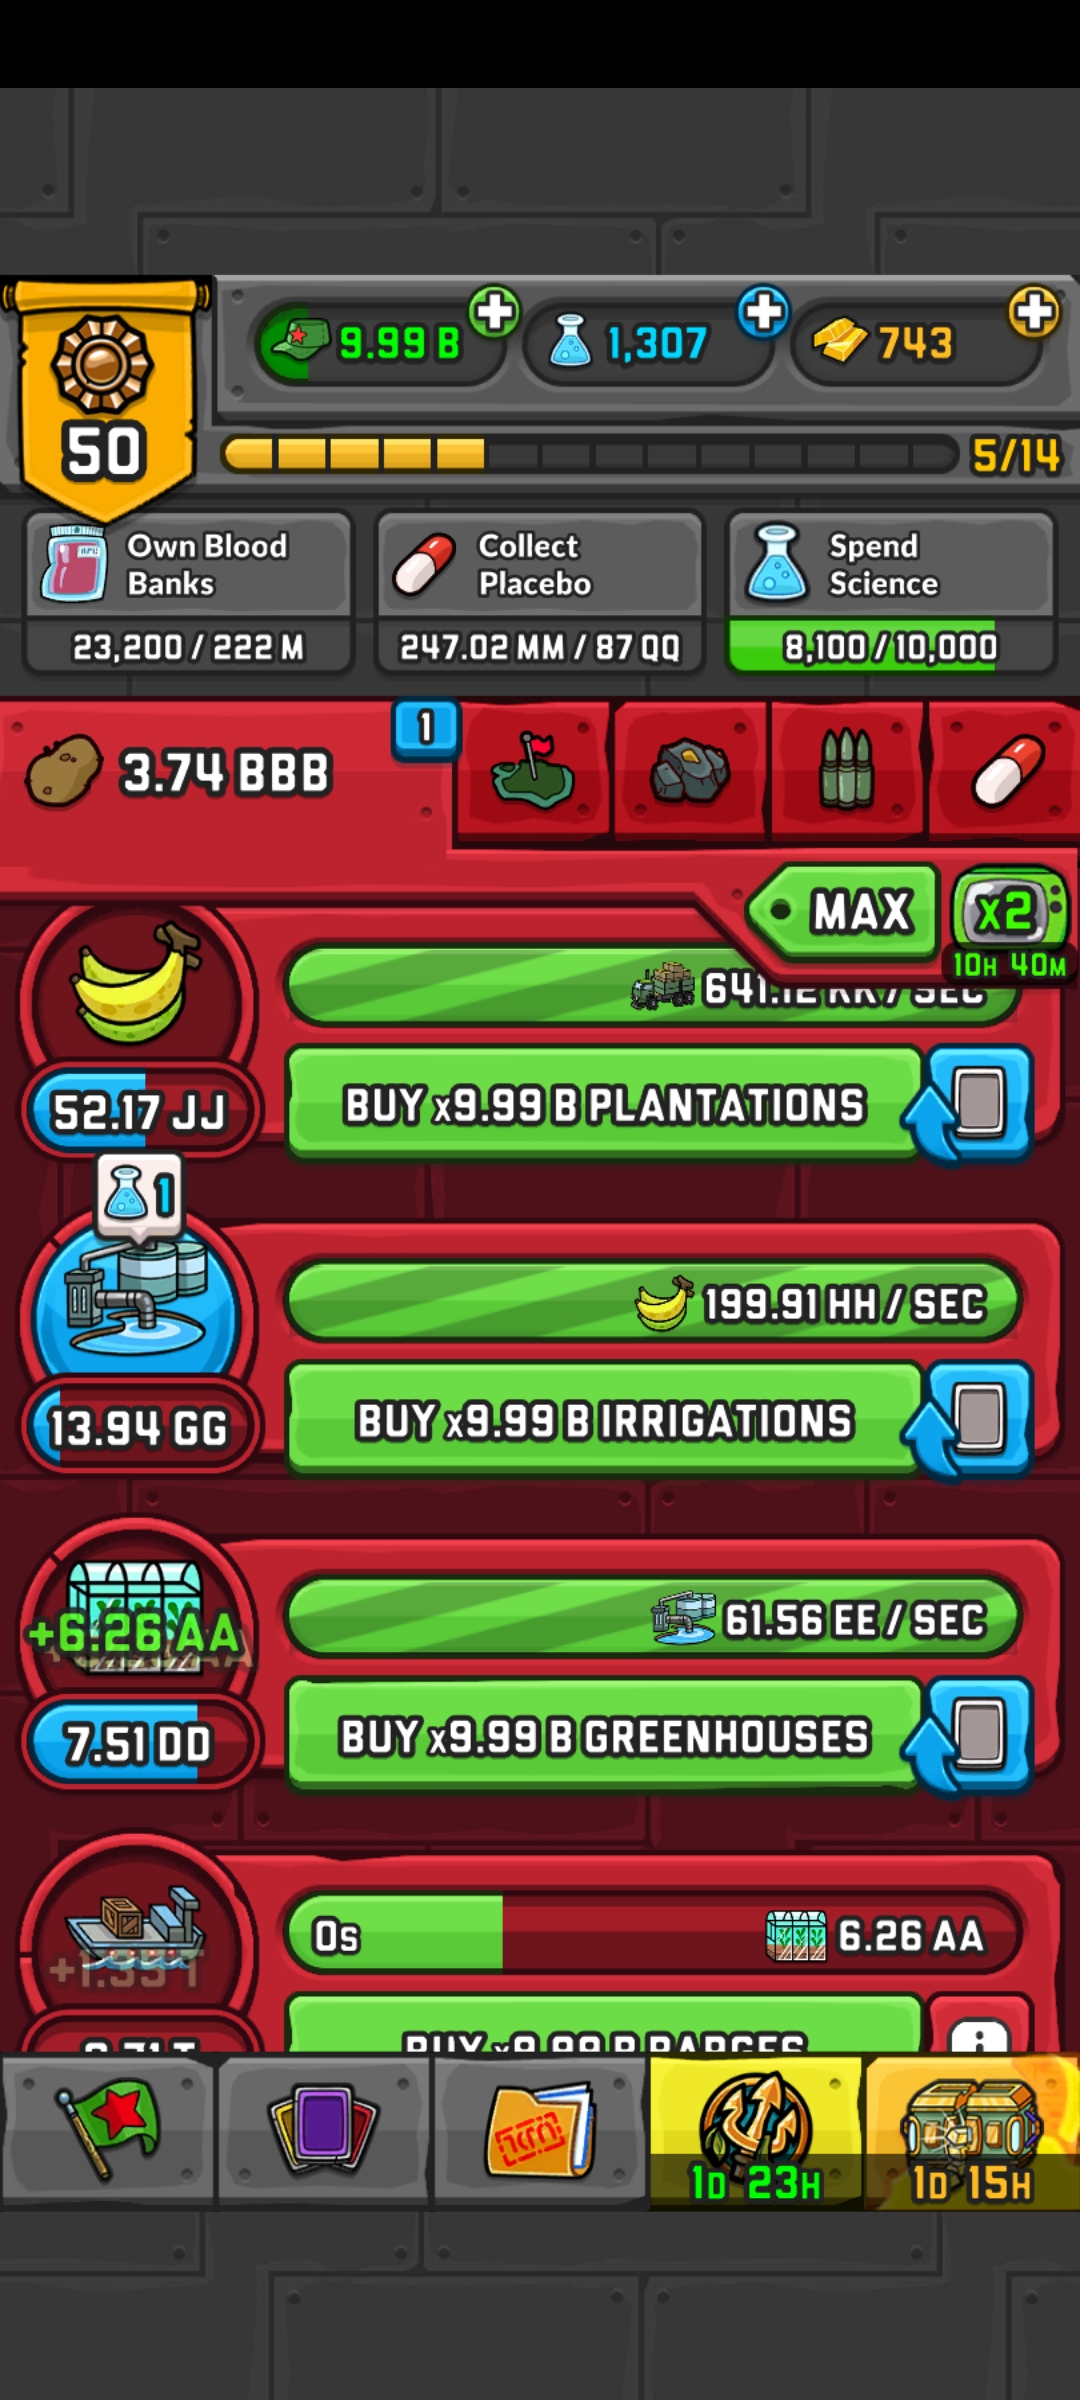 50
9.99 B
1,307
743
5/14
Own Blood
Banks
23,200 / 222 M
Collect
Placebo
247.02 MM / 87 QQ
Spend
Science
8,100 / 10,000
3.74 BBB
1
MAX
x2
10H 40M
641.12 KK / SEC
52.17 JJ
BUY x9.99 B PLANTATIONS
1
199.91 HH / SEC
13.94 GG
BUY x9.99 B IRRIGATIONS
+6.26 AA
61.56 EE / SEC
7.51 DD
BUY x9.99 B GREENHOUSES
0s
6.26 AA
BUY x9.99 B BARGES
i
1D 23H
1D 15H